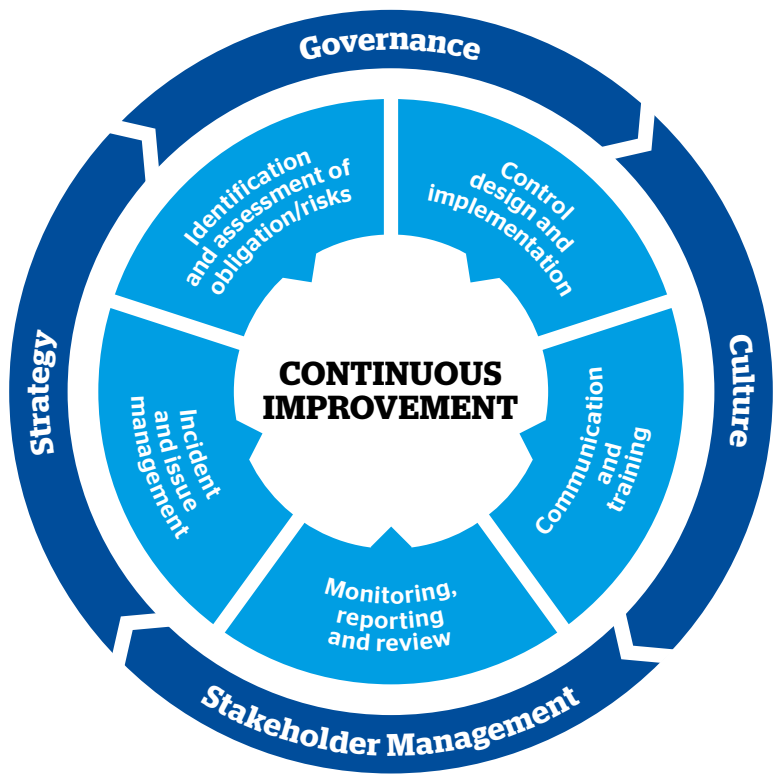 Governance
Identification
and assessment of
obligation/risks
Control
design and
implementation
Strategy
CONTINUOUS
IMPROVEMENT
Culture
Incident
and issue
management
Communication
and
training
Monitoring,
reporting
and review
Stakeholder Management